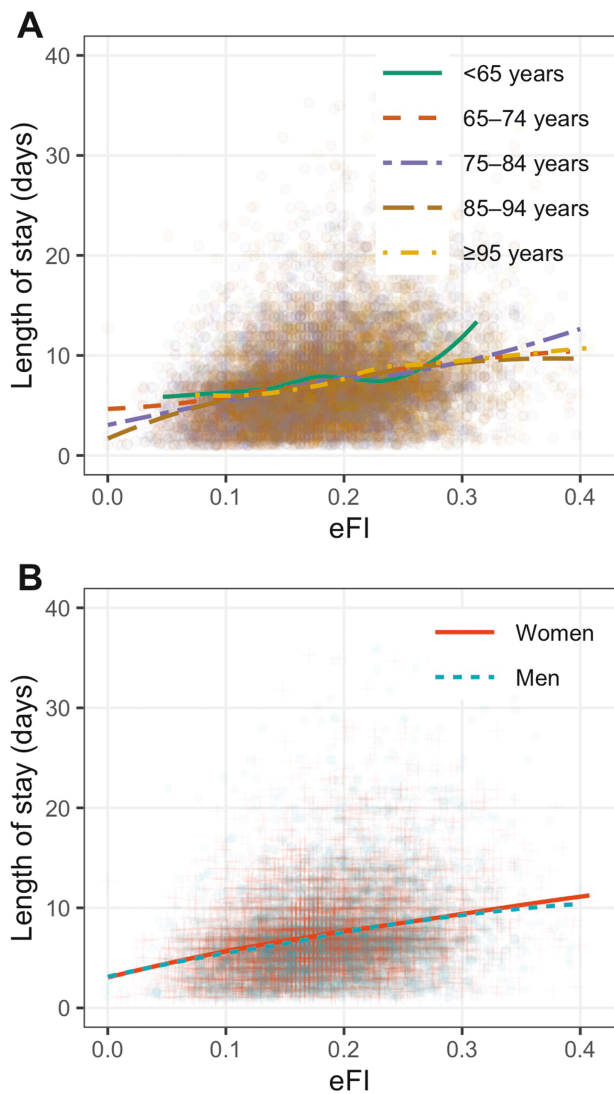 A
40
30
20
10
0
Length of stay (days)
<65 years
65–74 years
75–84 years
85–94 years
≥95 years
0.0 0.1 0.2 0.3 0.4
eFI
B
40
30
20
10
0
Length of stay (days)
Women
Men
0.0 0.1 0.2 0.3 0.4
eFI